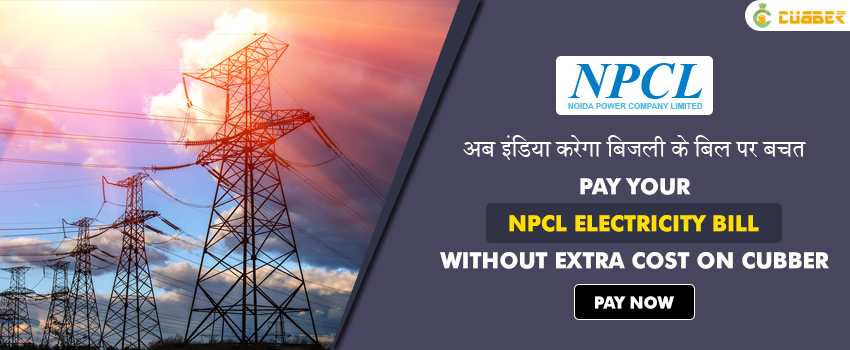 CUBBER
NPCL
NOIDA POWER COMPANY LIMITED
अब इंडिया करेगा बिजली के बिल पर बचत
PAY YOUR
NPCL ELECTRICITY BILL
WITHOUT EXTRA COST ON CUBBER
PAY NOW